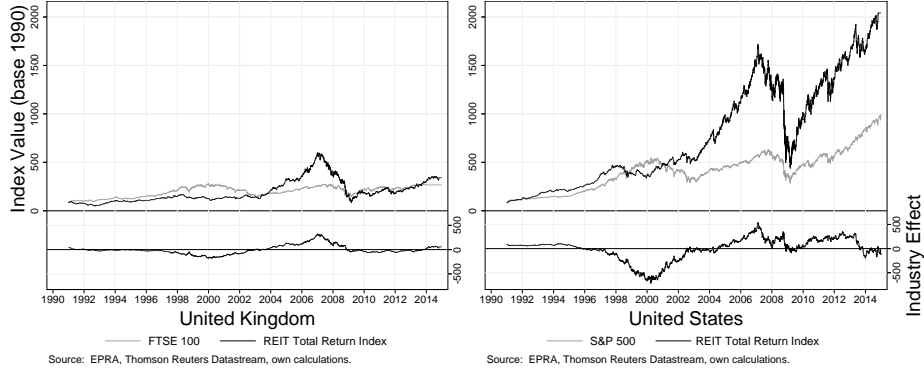 Index Value (base 1990)
2000
1500
1000
500
0
500
0
-500
1990 1992 1994 1996 1998 2000 2002 2004 2006 2008 2010 2012 2014
United Kingdom
FTSE 100 REIT Total Return Index
Source: EPRA, Thomson Reuters Datastream, own calculations.
2000
1500
1000
500
0
500
0
-500
Industry Effect
1990 1992 1994 1996 1998 2000 2002 2004 2006 2008 2010 2012 2014
United States
S&P 500 REIT Total Return Index
Source: EPRA, Thomson Reuters Datastream, own calculations.